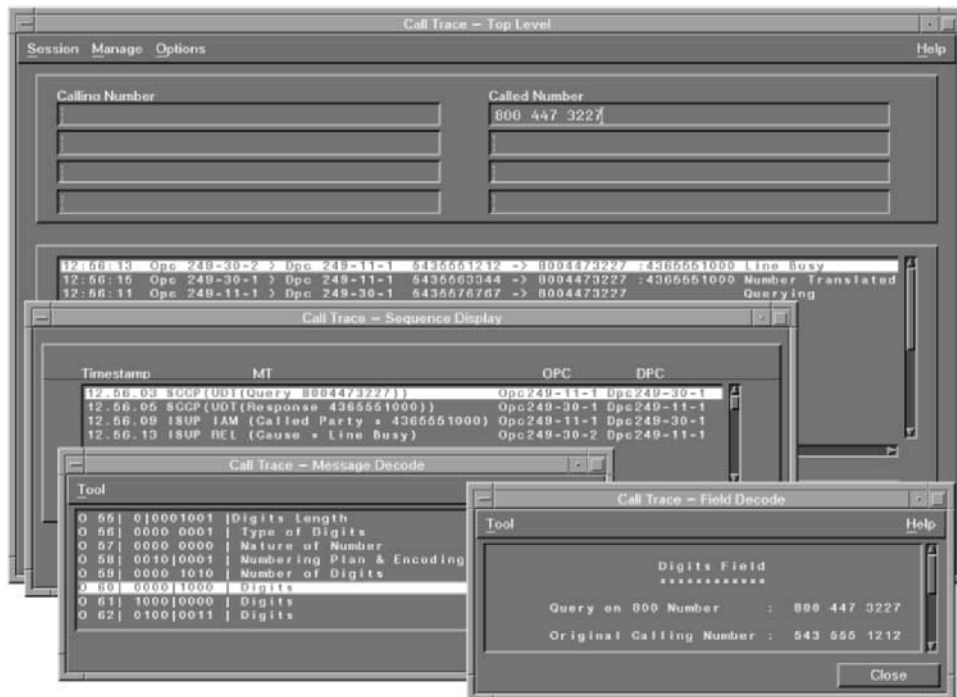 Call Trace – Top Level
Session Manage Options Help
Calling Number Called Number
800 447 3227
12:56:13 Opc 249-30-2 > Dpc 249-11-1 5435551212 -> 8004473227 :4365551000 Line Busy
12:56:15 Opc 249-30-1 > Dpc 249-11-1 5435563344 -> 8004473227 :4365551000 Number Translated
12:56:11 Opc 249-11-1 > Dpc 249-30-1 5435576767 -> 8004473227 Querying
Call Trace – Sequence Display
Timestamp MT OPC DPC
12.56.03 SCCP(UDT(Query 8004473227)) Opc249-11-1 Dpc249-30-1
12.56.05 SCCP(UDT(Response 4365551000)) Opc249-30-1 Dpc249-11-1
12.56.09 ISUP IAM (Called Party = 4365551000) Opc249-11-1 Dpc249-30-1
12.56.13 ISUP REL (Cause = Line Busy) Opc249-30-2 Dpc249-11-1
Call Trace – Message Decode
Tool
O 55| 0|0001001 |Digits Length
O 56| 0000 0001 | Type of Digits
O 57| 0000 0000 | Nature of Number
O 58| 0010|0001 | Numbering Plan & Encoding
O 59| 0000 1010 | Number of Digits
O 60| 0000|1000 | Digits
O 61| 1000|0000 | Digits
O 62| 0100|0011 | Digits
Call Trace – Field Decode
Tool Help
Digits Field
************
Query on 800 Number : 800 447 3227
Original Calling Number : 543 555 1212
Close